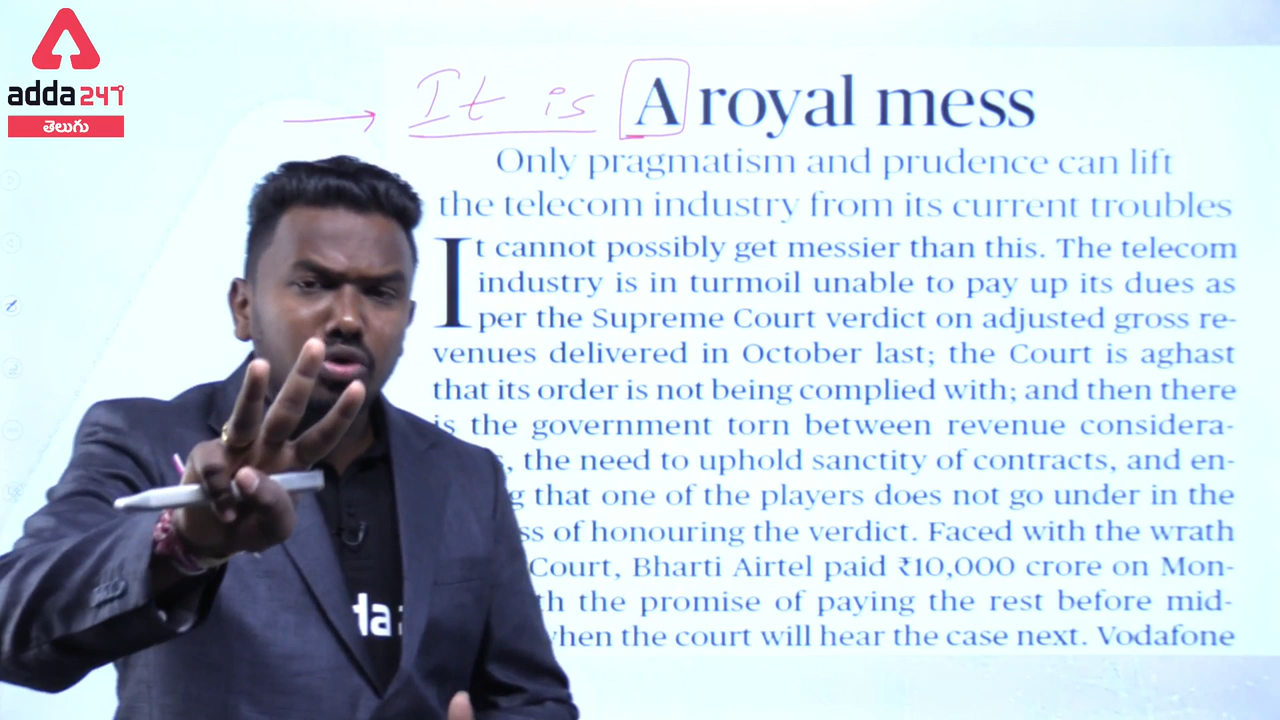 adda247
తెలుగు
It is A royal mess
Only pragmatism and prudence can lift
the telecom industry from its current troubles
It cannot possibly get messier than this. The telecom
industry is in turmoil unable to pay up its dues as
per the Supreme Court verdict on adjusted gross re-
venues delivered in October last; the Court is aghast
that its order is not being complied with; and then there
is the government torn between revenue considera-
, the need to uphold sanctity of contracts, and en-
g that one of the players does not go under in the
ss of honouring the verdict. Faced with the wrath
Court, Bharti Airtel paid ₹10,000 crore on Mon-
th the promise of paying the rest before mid-
when the court will hear the case next. Vodafone
da